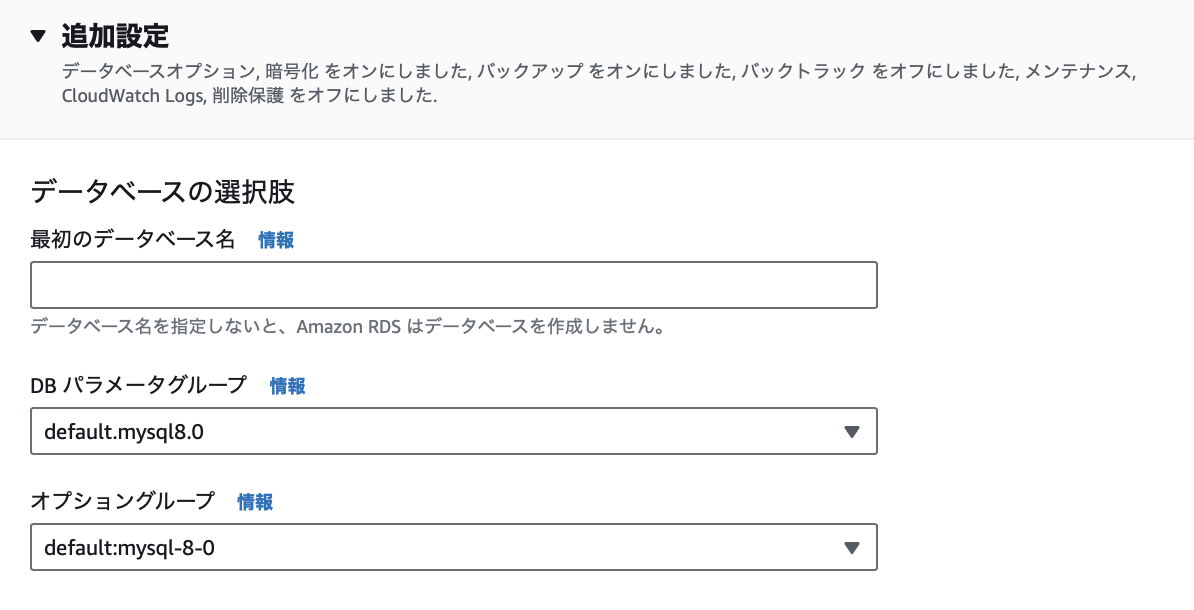 ▼ 追加設定
データベースオプション, 暗号化 をオンにしました, バックアップ をオンにしました, バックトラック をオフにしました, メンテナンス,
CloudWatch Logs, 削除保護 をオフにしました.
データベースの選択肢
最初のデータベース名 情報
データベース名を指定しないと、Amazon RDS はデータベースを作成しません。
DB パラメータグループ 情報
default.mysql8.0
オプショングループ 情報
default:mysql-8-0